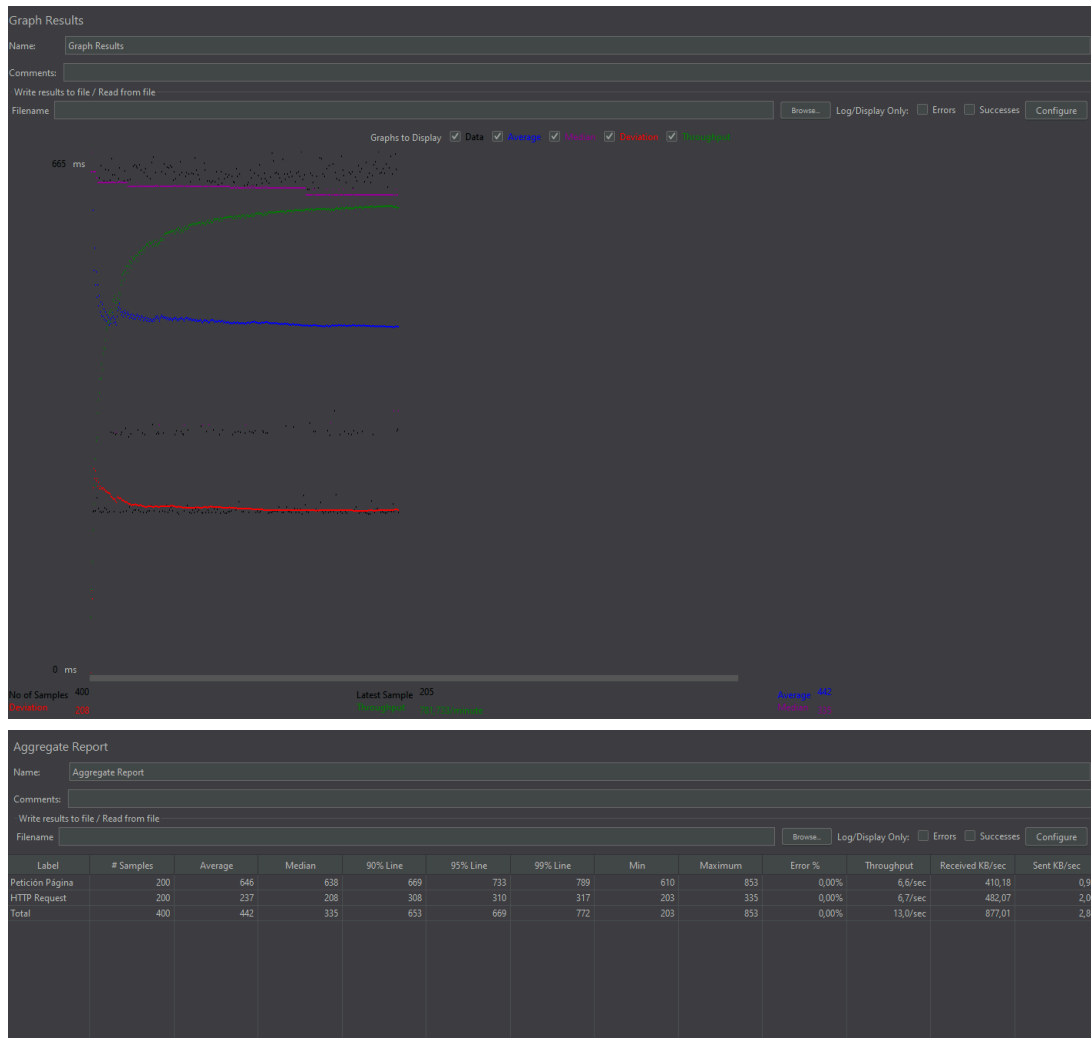 Graph Results
Name: Graph Results
Comments:
Write results to file / Read from file
Filename Browse... Log/Display Only: Errors Successes Configure
Graphs to Display Data Average Median Deviation Throughput
665 ms
0 ms
No of Samples 400 Latest Sample 205 Average 442
Deviation 208 Throughput
Aggregate Report
Name: Aggregate Report
Comments:
Write results to file / Read from file
Filename Browse... Log/Display Only: Errors Successes Configure
Label # Samples Average Median 90% Line 95% Line 99% Line Min Maximum Error % Throughput Received KB/sec Sent KB/sec
Petición Página 200 646 638 669 733 789 610 853 0,00% 6,6/sec 410,18 0,9
HTTP Request 200 237 208 308 310 317 203 335 0,00% 6,7/sec 482,07 2,0
Total 400 442 335 653 669 772 203 853 0,00% 13,0/sec 877,01 2,8